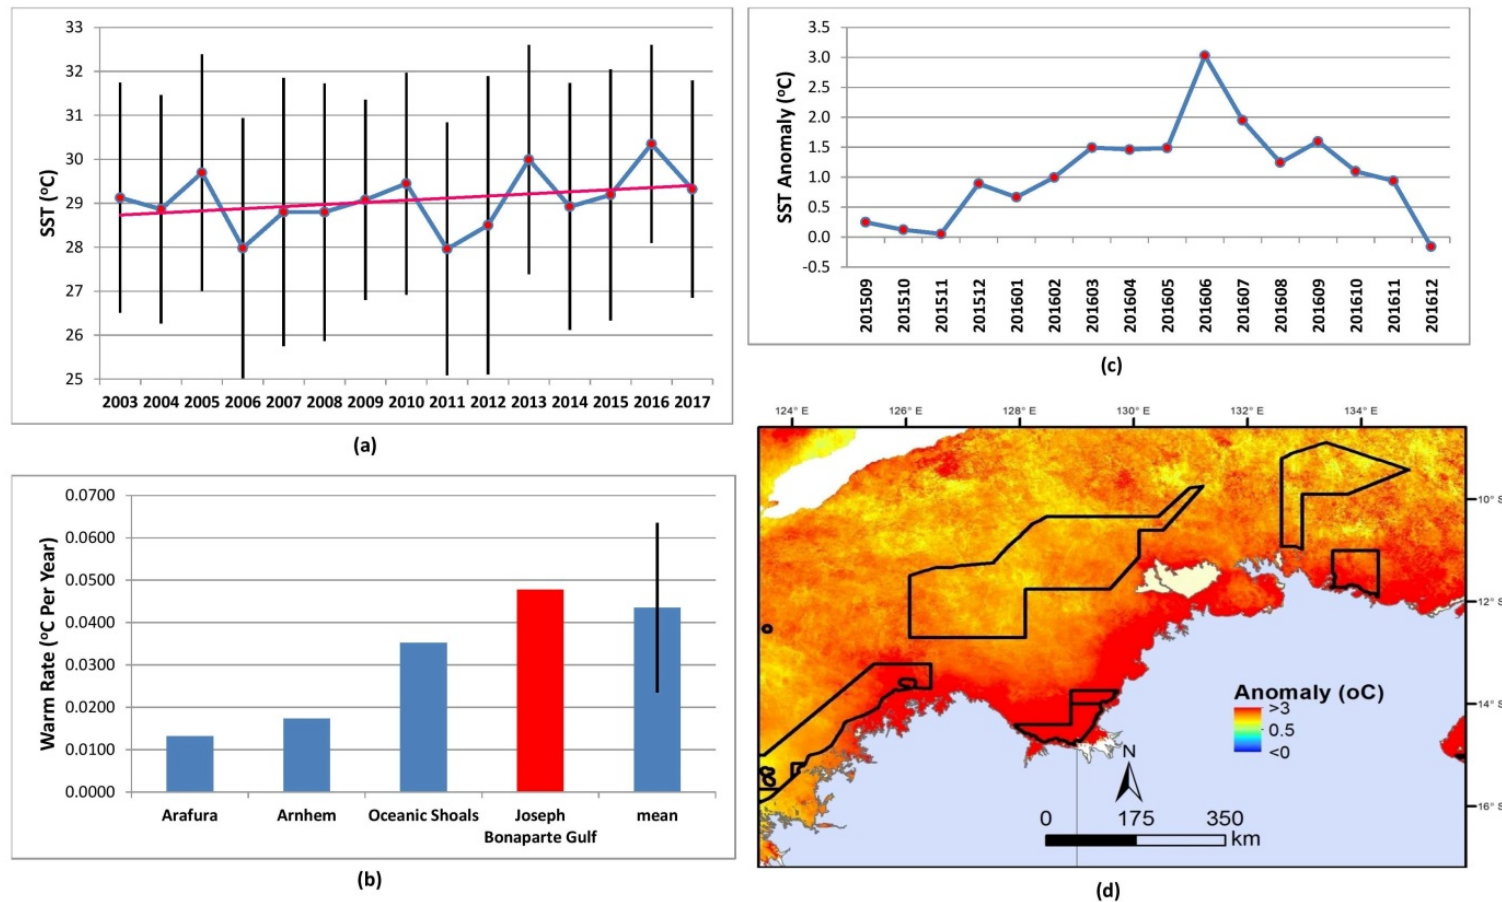 33
32
31
30
29
28
27
26
25
SST (ºC)
2003 2004 2005 2006 2007 2008 2009 2010 2011 2012 2013 2014 2015 2016 2017
(a)
3.5
3.0
2.5
2.0
1.5
1.0
0.5
0.0
-0.5
SST Anomaly (ºC)
201509 201510 201511 201512 201601 201602 201603 201604 201605 201606 201607 201608 201609 201610 201611 201612
(c)
0.0700
0.0600
0.0500
0.0400
0.0300
0.0200
0.0100
0.0000
Warm Rate (ºC Per Year)
Arafura Arnhem Oceanic Shoals Joseph mean
Bonaparte Gulf
(b)
124° E 126° E 128° E 130° E 132° E 134° E
10° S
12° S
14° S
16° S
Anomaly (oC)
>3
0.5
<0
N
0 175 350
km
(d)